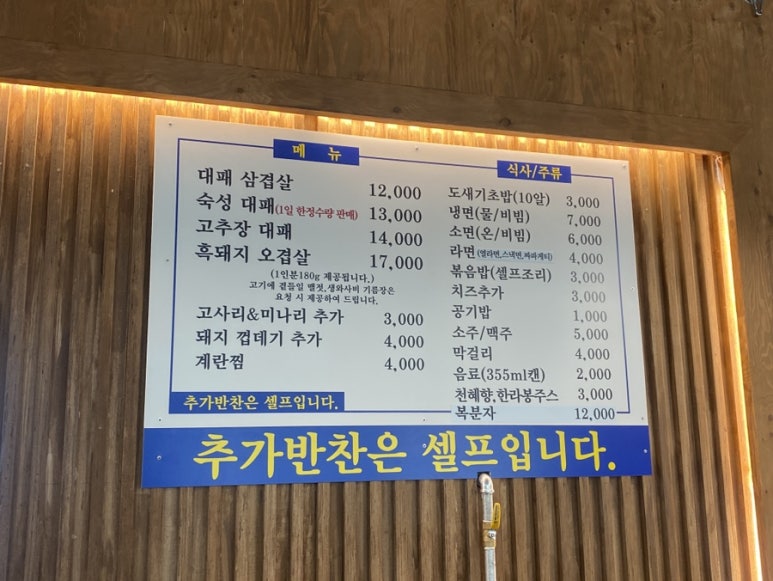 메 뉴
대패 삼겹살 12,000
숙성 대패(1일 한정수량 판매) 13,000
고추장 대패 14,000
흑돼지 오겹살 17,000
(1인분180g 제공됩니다.)
고기에 곁들일 멜젓,생와사비 기름장은
요청 시 제공하여 드립니다.
고사리&미나리 추가 3,000
돼지 껍데기 추가 4,000
계란찜 4,000
추가반찬은 셀프입니다.
식사/주류
도새기초밥(10알) 3,000
냉면(물/비빔) 7,000
소면(온/비빔) 6,000
라면(열라면,스낵면,짜파게티) 4,000
볶음밥(셀프조리) 3,000
치즈추가 3,000
공기밥 1,000
소주/맥주 5,000
막걸리 4,000
음료(355ml캔) 2,000
천혜향,한라봉주스 3,000
복분자 12,000
추가반찬은 셀프입니다.